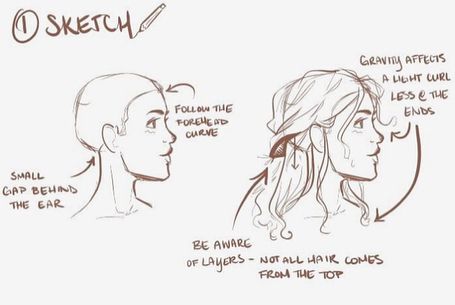 ① SKETCH
FOLLOW THE
FOREHEAD
CURVE
SMALL
GAP BEHIND
THE EAR
GRAVITY AFFECTS
A LIGHT CURL
LESS @ THE
ENDS
BE AWARE
OF LAYERS - NOT ALL HAIR COMES
FROM THE TOP